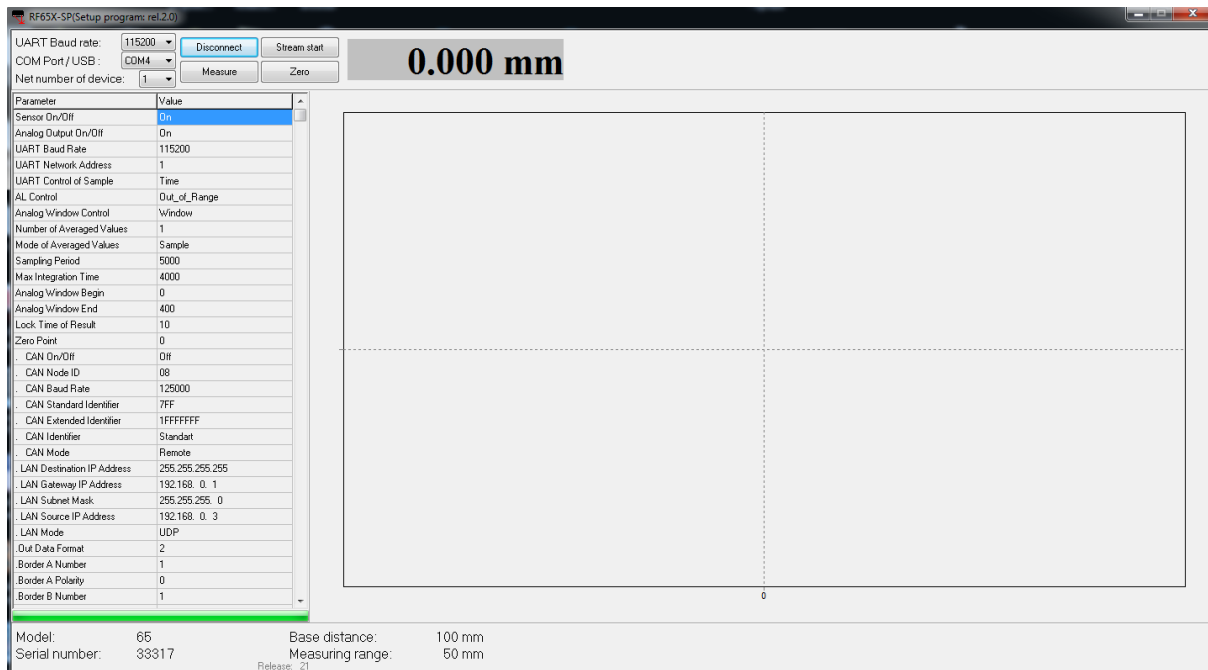 RF65X-SP(Setup program: rel.2.0)
UART Baud rate: 115200 Disconnect Stream start
COM Port / USB : COM4
Net number of device: 1 Measure Zero
0.000 mm
Parameter Value
Sensor On/Off On
Analog Output On/Off On
UART Baud Rate 115200
UART Network Address 1
UART Control of Sample Time
AL Control Out_of_Range
Analog Window Control Window
Number of Averaged Values 1
Mode of Averaged Values Sample
Sampling Period 5000
Max Integration Time 4000
Analog Window Begin 0
Analog Window End 400
Lock Time of Result 10
Zero Point 0
. CAN On/Off Off
. CAN Node ID 08
. CAN Baud Rate 125000
. CAN Standard Identifier 7FF
. CAN Extended Identifier 1FFFFFFF
. CAN Identifier Standart
. CAN Mode Remote
. LAN Destination IP Address 255.255.255.255
. LAN Gateway IP Address 192.168. 0. 1
. LAN Subnet Mask 255.255.255. 0
. LAN Source IP Address 192.168. 0. 3
. LAN Mode UDP
.Out Data Format 2
.Border A Number 1
.Border A Polarity 0
.Border B Number 1
0
Model: 65 Base distance: 100 mm
Serial number: 33317 Measuring range: 50 mm
Release: 21